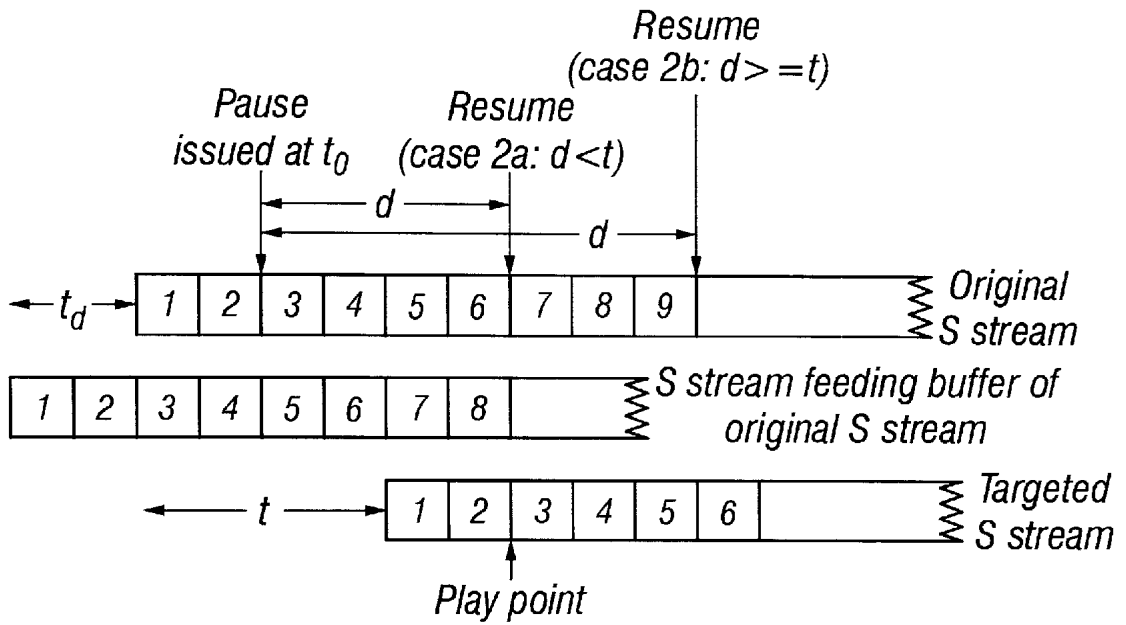 Resume
(case 2b: d>=t)
Pause
issued at t0
Resume
(case 2a: d<t)
d
d
td
1 2 3 4 5 6 7 8 9
Original
S stream
1 2 3 4 5 6 7 8
S stream feeding buffer of
original S stream
t
1 2 3 4 5 6
Targeted
S stream
Play point